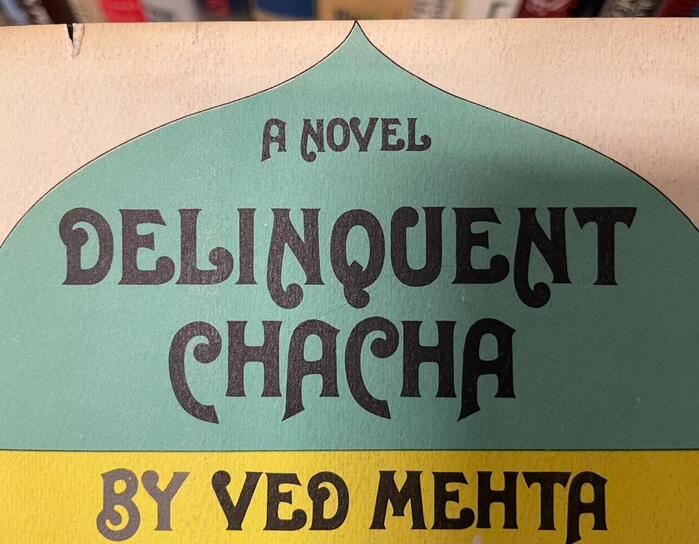 A NOVEL
DELINQUENT
CHACHA
BY VED MEHTA